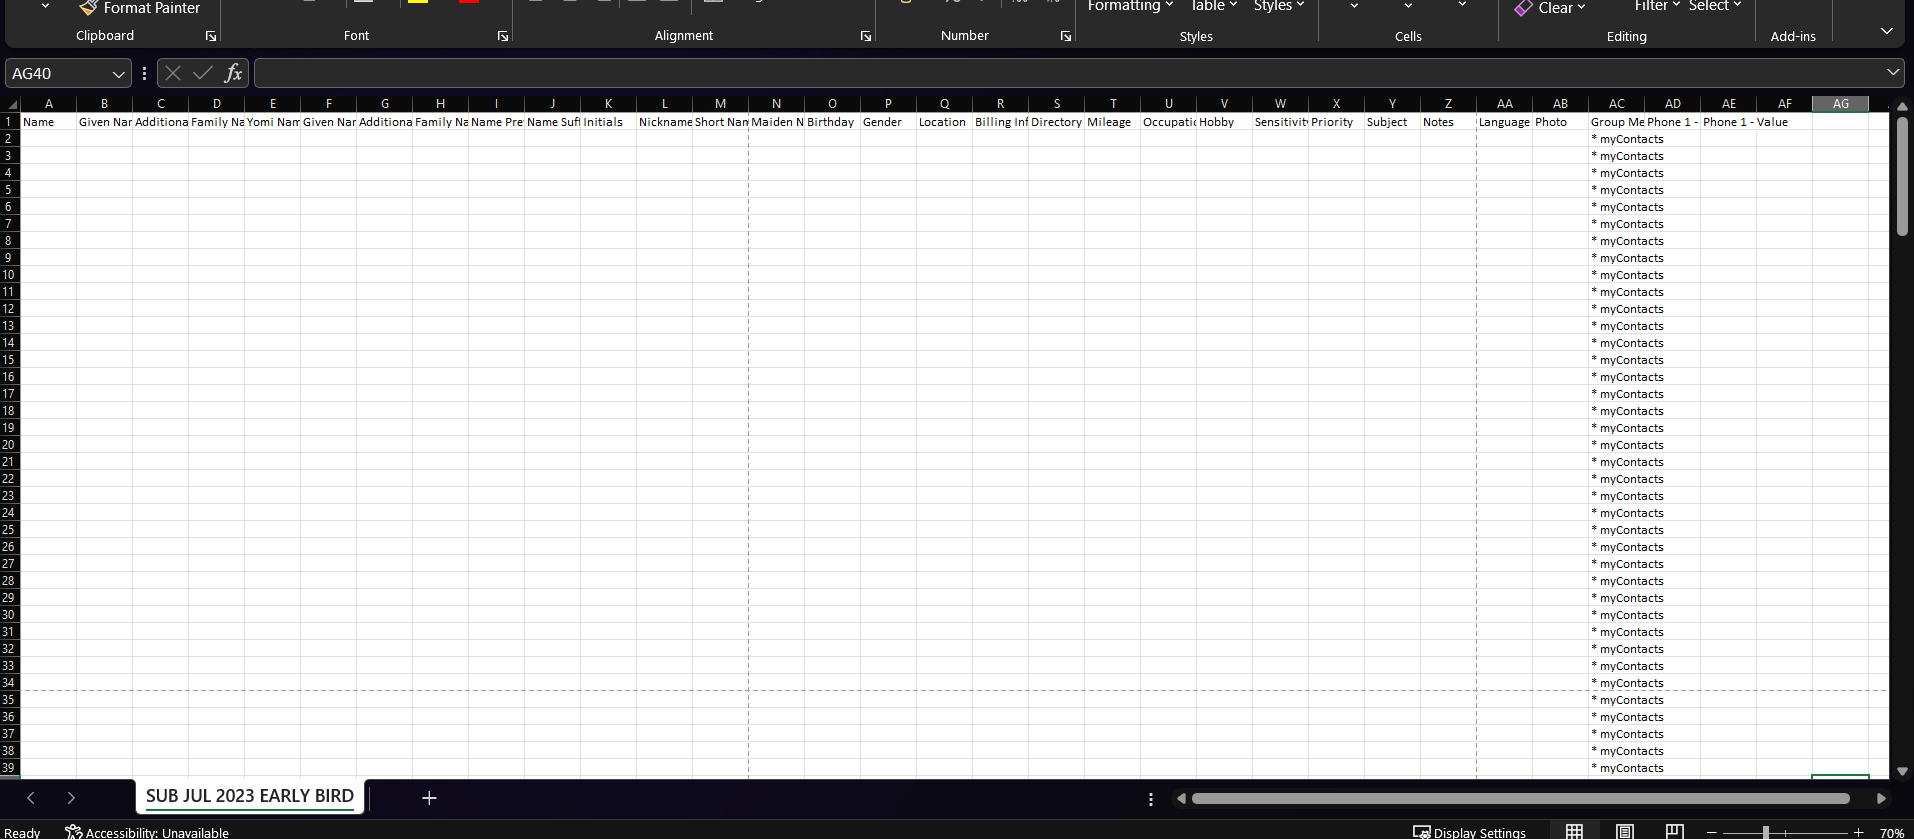 Format Painter Formatting Table Styles Clear Filter Select
Clipboard Font Alignment Number Styles Cells Editing Add-ins
AG40 fx
A B C D E F G H I J K L M N O P Q R S T U V W X Y Z AA AB AC AD AE AF AG
1 Name Given Nar Additiona Family Na Yomi Nam Given Nar Additiona Family Na Name Pre Name Suff Initials Nickname Short Nan Maiden N Birthday Gender Location Billing Inf Directory Mileage Occupatic Hobby Sensitivit Priority Subject Notes Language Photo Group Me Phone 1 - Phone 1 - Value
2 * myContacts
3 * myContacts
4 * myContacts
5 * myContacts
6 * myContacts
7 * myContacts
8 * myContacts
9 * myContacts
10 * myContacts
11 * myContacts
12 * myContacts
13 * myContacts
14 * myContacts
15 * myContacts
16 * myContacts
17 * myContacts
18 * myContacts
19 * myContacts
20 * myContacts
21 * myContacts
22 * myContacts
23 * myContacts
24 * myContacts
25 * myContacts
26 * myContacts
27 * myContacts
28 * myContacts
29 * myContacts
30 * myContacts
31 * myContacts
32 * myContacts
33 * myContacts
34 * myContacts
35 * myContacts
36 * myContacts
37 * myContacts
38 * myContacts
39 * myContacts
SUB JUL 2023 EARLY BIRD
Ready Accessibility: Unavailable Display Settings 70%